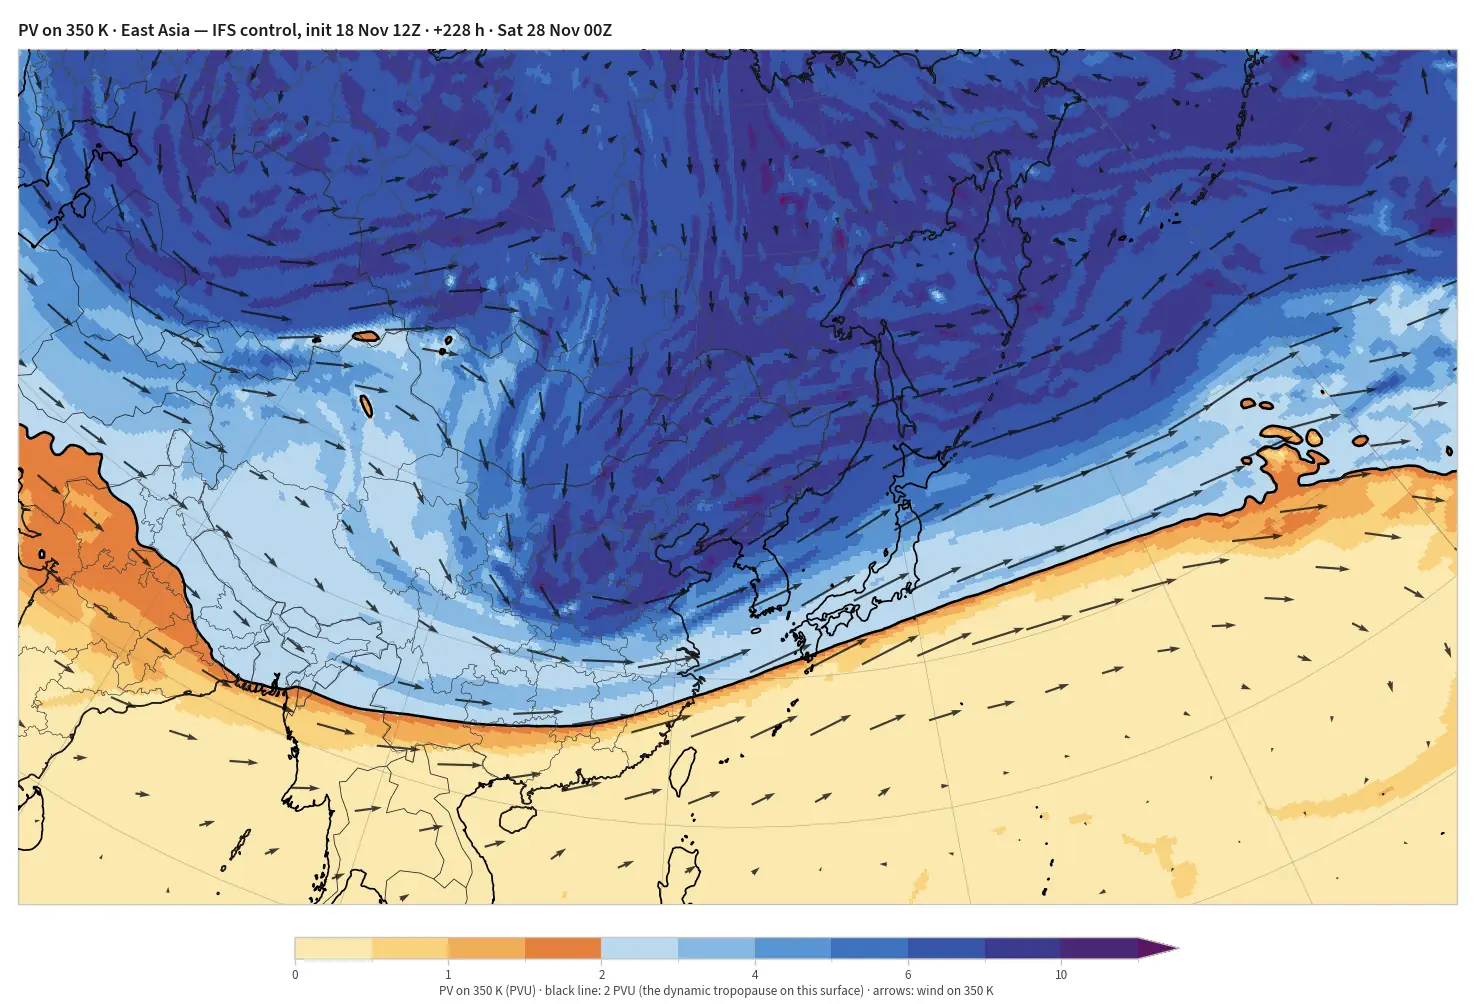 PV on 350 K · East Asia — IFS control, init 18 Nov 12Z · +228 h · Sat 28 Nov 00Z
0 1 2 4 6 10
PV on 350 K (PVU) · black line: 2 PVU (the dynamic tropopause on this surface) · arrows: wind on 350 K